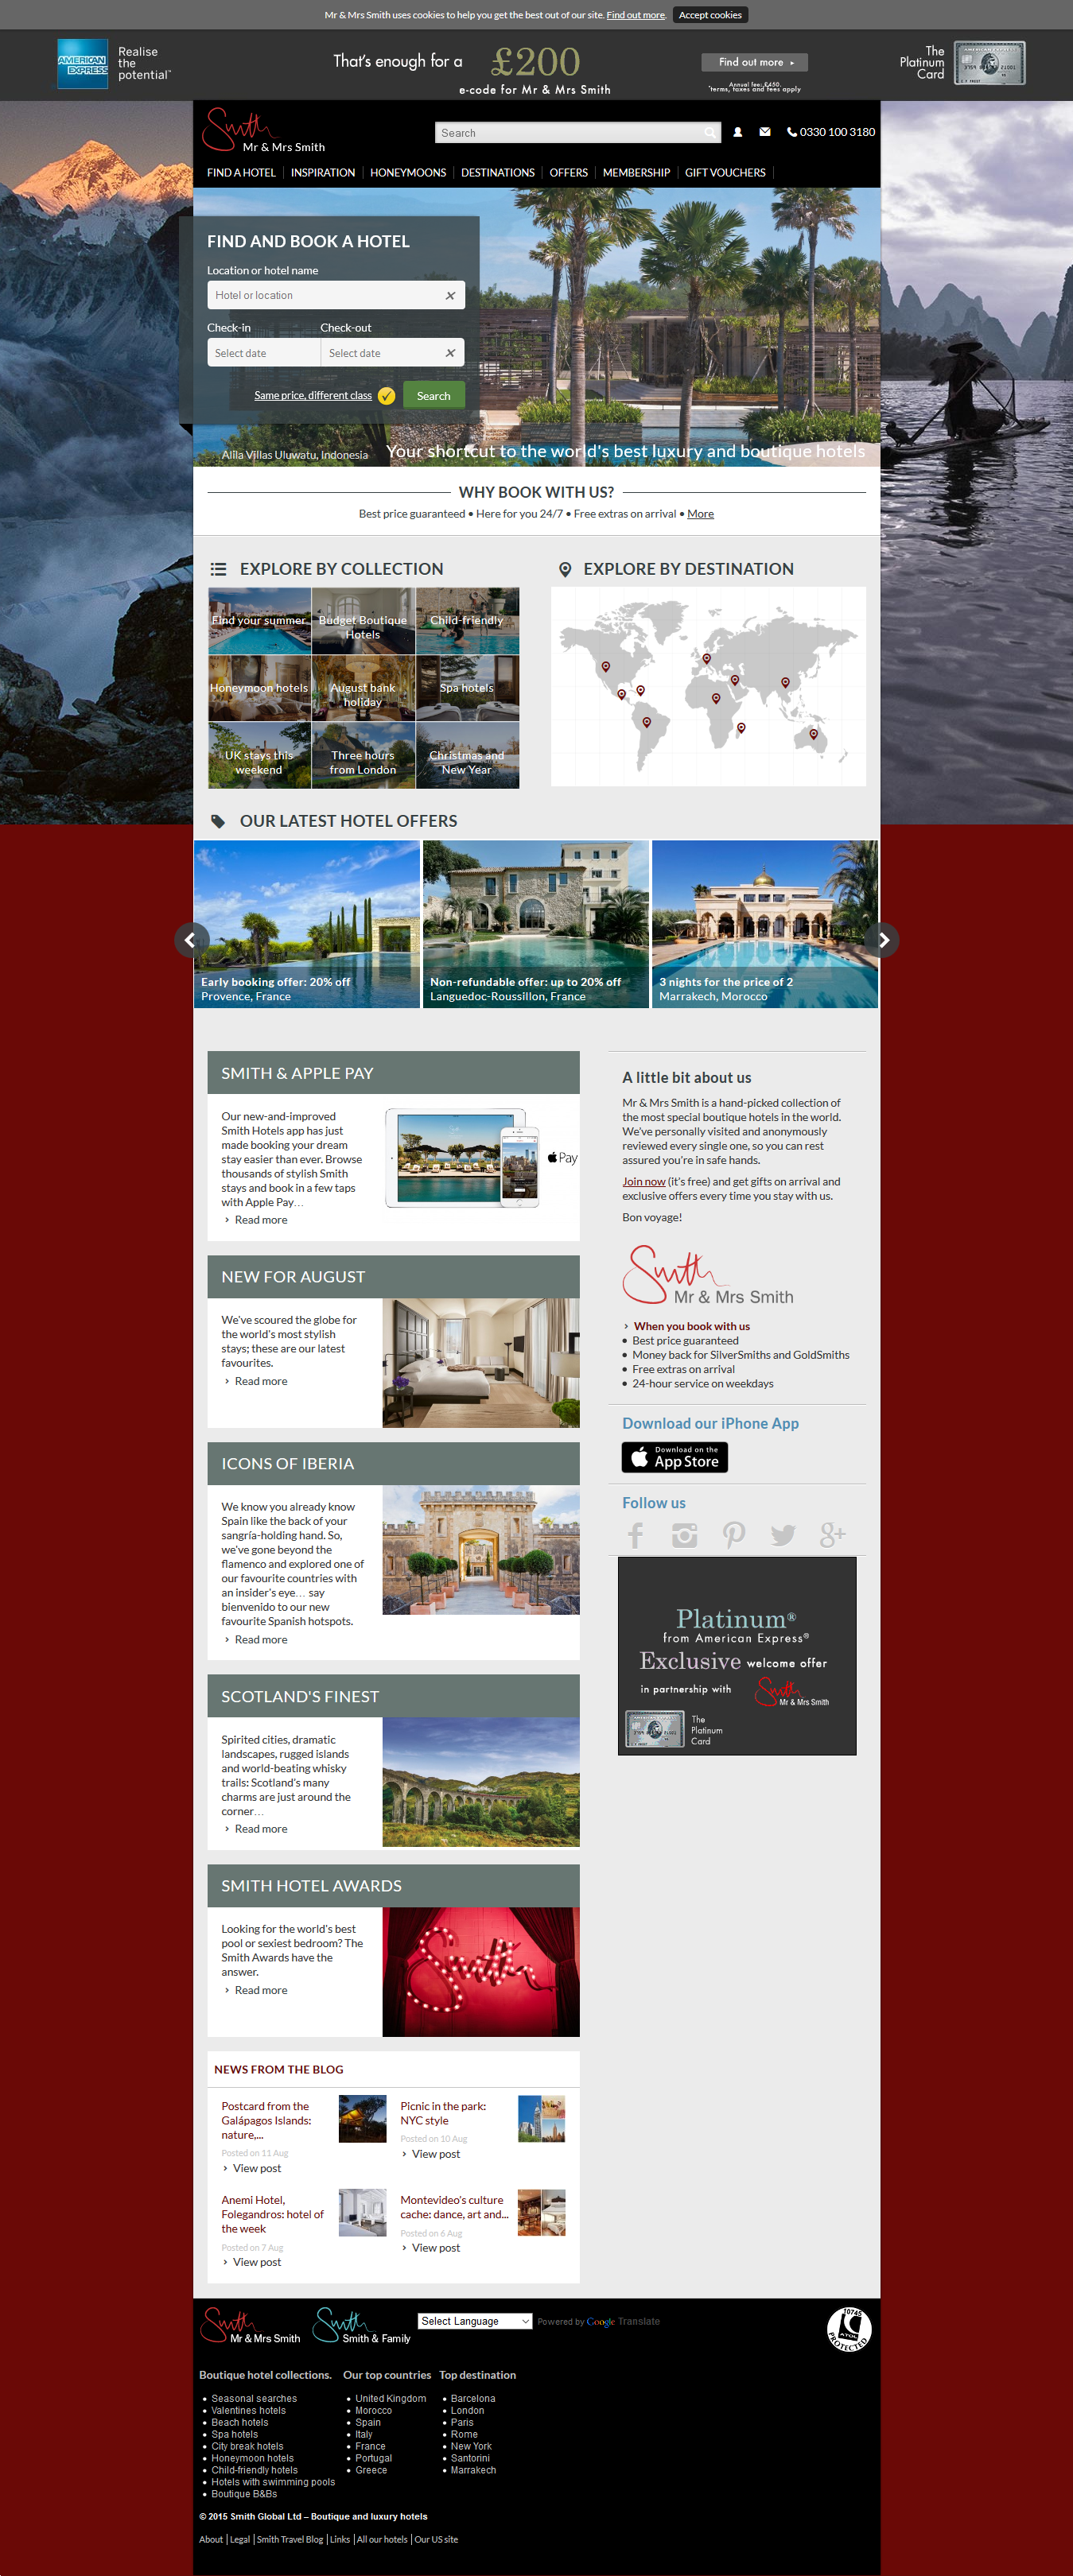 Mr & Mrs Smith uses cookies to help you get the best out of our site. Find out more. Accept cookies
AMERICAN EXPRESS
Realise
the
potential™
That's enough for a £200
e-code for Mr & Mrs Smith
Find out more
Annual fee: £450.
*terms, taxes and fees apply
The
Platinum
Card
Smith
Mr & Mrs Smith
Search
0330 100 3180
FIND A HOTEL
INSPIRATION
HONEYMOONS
DESTINATIONS
OFFERS
MEMBERSHIP
GIFT VOUCHERS
FIND AND BOOK A HOTEL
Location or hotel name
Hotel or location
Check-in Check-out
Select date Select date
Same price, different class
Search
Alila Villas Uluwatu, Indonesia
Your shortcut to the world's best luxury and boutique hotels
WHY BOOK WITH US?
Best price guaranteed • Here for you 24/7 • Free extras on arrival • More
EXPLORE BY COLLECTION
Find your summer
Budget Boutique
Hotels
Child-friendly
Honeymoon hotels
August bank
holiday
Spa hotels
UK stays this
weekend
Three hours
from London
Christmas and
New Year
EXPLORE BY DESTINATION
OUR LATEST HOTEL OFFERS
Early booking offer: 20% off
Provence, France
Non-refundable offer: up to 20% off
Languedoc-Roussillon, France
3 nights for the price of 2
Marrakech, Morocco
SMITH & APPLE PAY
Our new-and-improved
Smith Hotels app has just
made booking your dream
stay easier than ever. Browse
thousands of stylish Smith
stays and book in a few taps
with Apple Pay…
Read more
Pay
NEW FOR AUGUST
We've scoured the globe for
the world's most stylish
stays; these are our latest
favourites.
Read more
ICONS OF IBERIA
We know you already know
Spain like the back of your
sangría-holding hand. So,
we've gone beyond the
flamenco and explored one of
our favourite countries with
an insider's eye… say
bienvenido to our new
favourite Spanish hotspots.
Read more
SCOTLAND'S FINEST
Spirited cities, dramatic
landscapes, rugged islands
and world-beating whisky
trails: Scotland's many
charms are just around the
corner…
Read more
SMITH HOTEL AWARDS
Looking for the world's best
pool or sexiest bedroom? The
Smith Awards have the
answer.
Read more
Smith
NEWS FROM THE BLOG
Postcard from the
Galápagos Islands:
nature,...
Posted on 11 Aug
View post
Picnic in the park:
NYC style
Posted on 10 Aug
View post
Anemi Hotel,
Folegandros: hotel of
the week
Posted on 7 Aug
View post
Montevideo's culture
cache: dance, art and...
Posted on 6 Aug
View post
A little bit about us
Mr & Mrs Smith is a hand-picked collection of
the most special boutique hotels in the world.
We've personally visited and anonymously
reviewed every single one, so you can rest
assured you're in safe hands.
Join now (it's free) and get gifts on arrival and
exclusive offers every time you stay with us.
Bon voyage!
Smith
Mr & Mrs Smith
When you book with us
• Best price guaranteed
• Money back for SilverSmiths and GoldSmiths
• Free extras on arrival
• 24-hour service on weekdays
Download our iPhone App
Download on the
App Store
Follow us
Platinum®
from American Express®
Exclusive welcome offer
in partnership with
Smith
Mr & Mrs Smith
The
Platinum
Card
Smith
Mr & Mrs Smith
Smith
Smith & Family
Select Language
Powered by Google Translate
10746
ATOL
PROTECTED
Boutique hotel collections.
• Seasonal searches
• Valentines hotels
• Beach hotels
• Spa hotels
• City break hotels
• Honeymoon hotels
• Child-friendly hotels
• Hotels with swimming pools
• Boutique B&Bs
Our top countries
• United Kingdom
• Morocco
• Spain
• Italy
• France
• Portugal
• Greece
Top destination
• Barcelona
• London
• Paris
• Rome
• New York
• Santorini
• Marrakech
© 2015 Smith Global Ltd – Boutique and luxury hotels
About | Legal | Smith Travel Blog | Links | All our hotels | Our US site